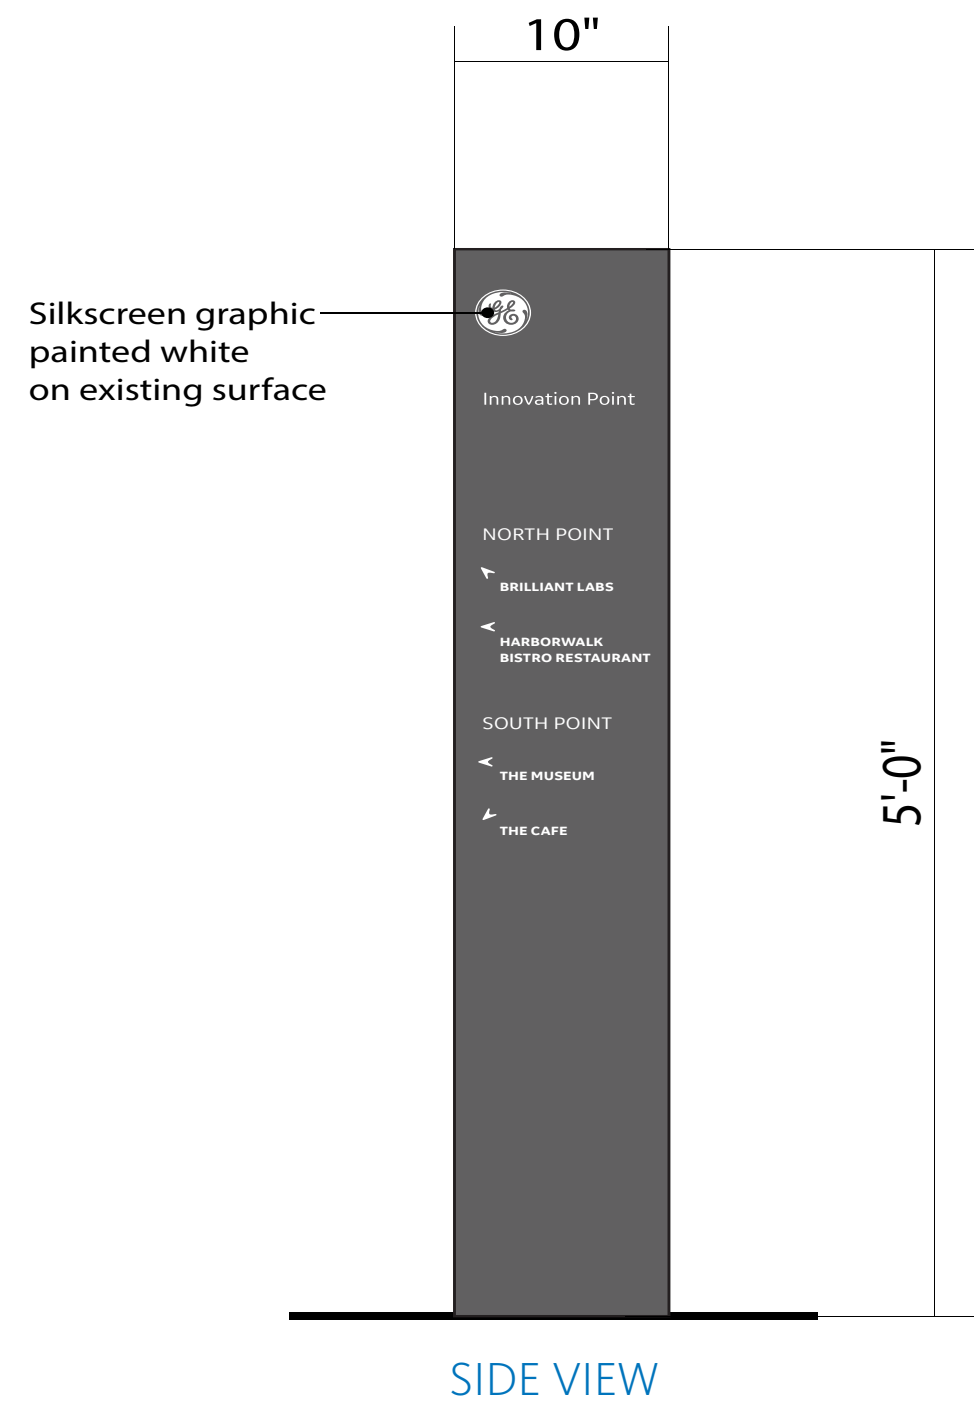 10"
Silkscreen graphic
painted white
on existing surface
GE
Innovation Point
NORTH POINT
BRILLIANT LABS
HARBORWALK
BISTRO RESTAURANT
SOUTH POINT
THE MUSEUM
THE CAFE
5'-0"
SIDE VIEW